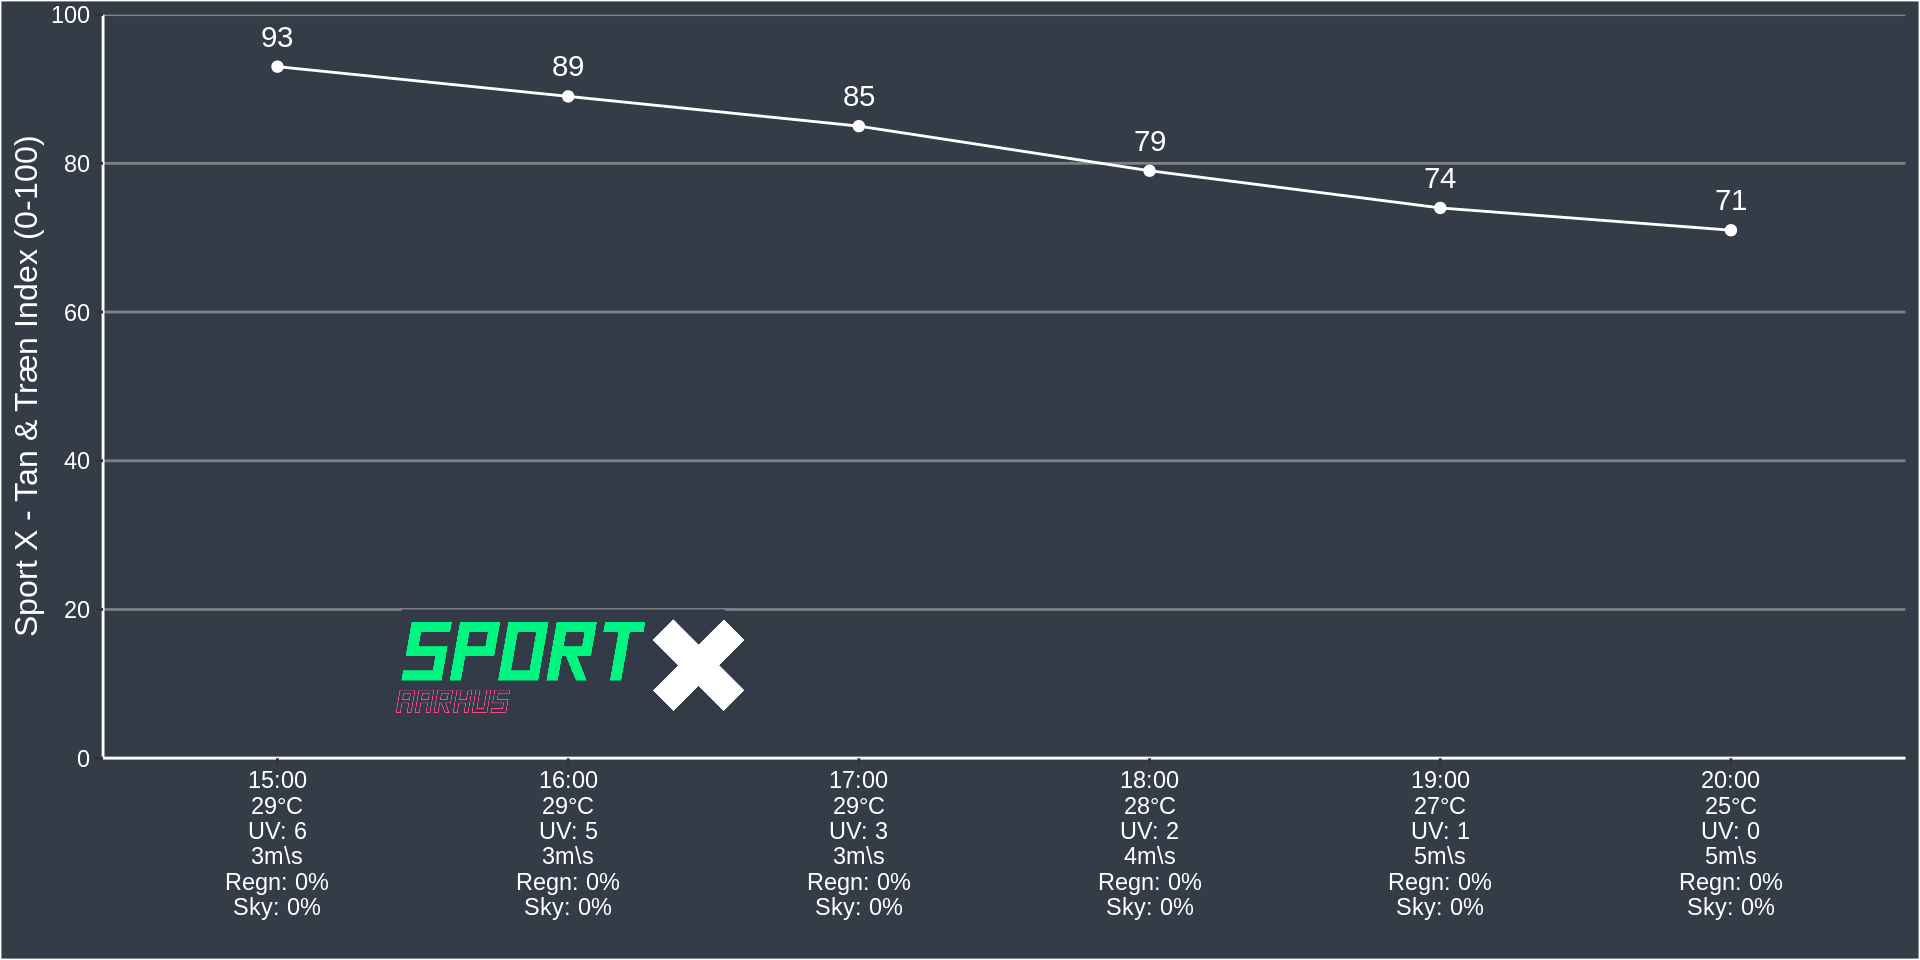 Sport X - Tan & Træn Index (0-100)
100
80
60
40
20
0
93
89
85
79
74
71
SPORT X
AARHUS
15:00
29°C
UV: 6
3m\s
Regn: 0%
Sky: 0%
16:00
29°C
UV: 5
3m\s
Regn: 0%
Sky: 0%
17:00
29°C
UV: 3
3m\s
Regn: 0%
Sky: 0%
18:00
28°C
UV: 2
4m\s
Regn: 0%
Sky: 0%
19:00
27°C
UV: 1
5m\s
Regn: 0%
Sky: 0%
20:00
25°C
UV: 0
5m\s
Regn: 0%
Sky: 0%